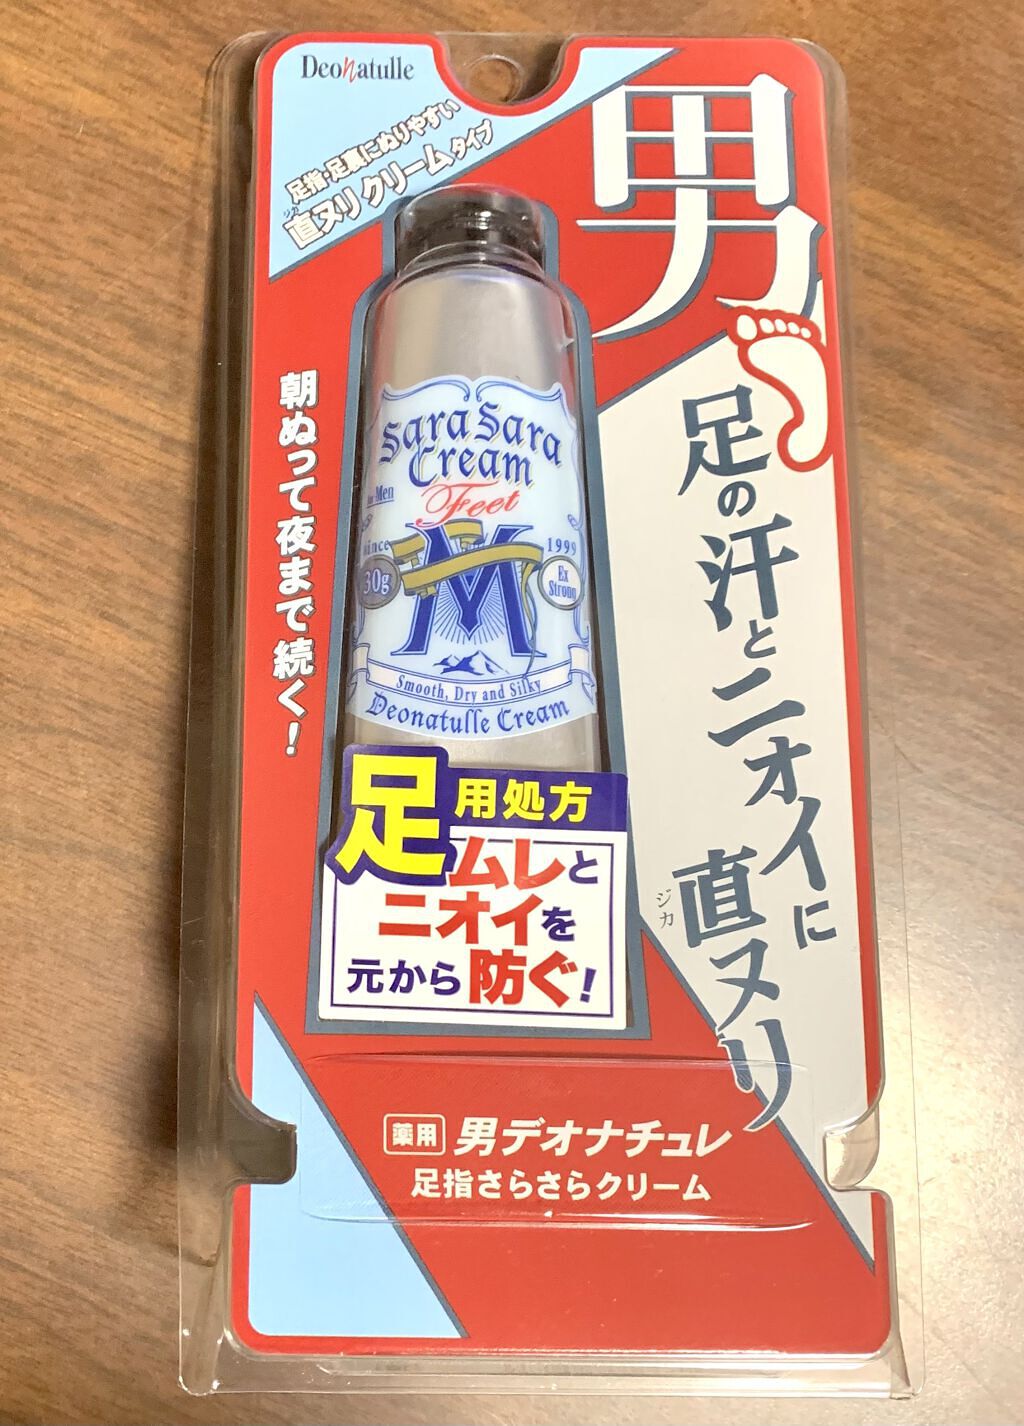 Deonatulle
足指・足裏にぬりやすい
ジカ
直ヌリクリームタイプ
男
足の汗とニオイに
ジカ
直ヌリ
朝ぬって夜まで続く！
Sara Sara
Cream
for Men
Feet
since
1999
30g
Ex
Strong
M
Smooth, Dry and Silky
Deonatulle Cream
足用処方
ムレと
ニオイを
元から防ぐ！
薬用 男デオナチュレ
足指さらさらクリーム